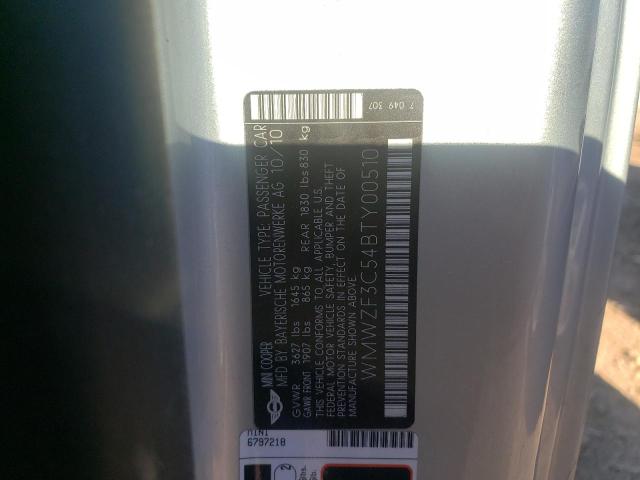 MINI COOPER VEHICLE TYPE: PASSENGER CAR
MFD BY BAYERISCHE MOTORENWERKE AG 10/10
GVWR 3627 lbs 1645 kg
GAWR FRONT 1907 lbs 865 kg REAR 1830 lbs 830 kg
THIS VEHICLE CONFORMS TO ALL APPLICABLE U.S.
FEDERAL MOTOR VEHICLE SAFETY, BUMPER AND THEFT
PREVENTION STANDARDS IN EFFECT ON THE DATE OF
MANUFACTURE SHOWN ABOVE.
WMWZF3C54BTY00510
7 049 307
MINI
6797218
2